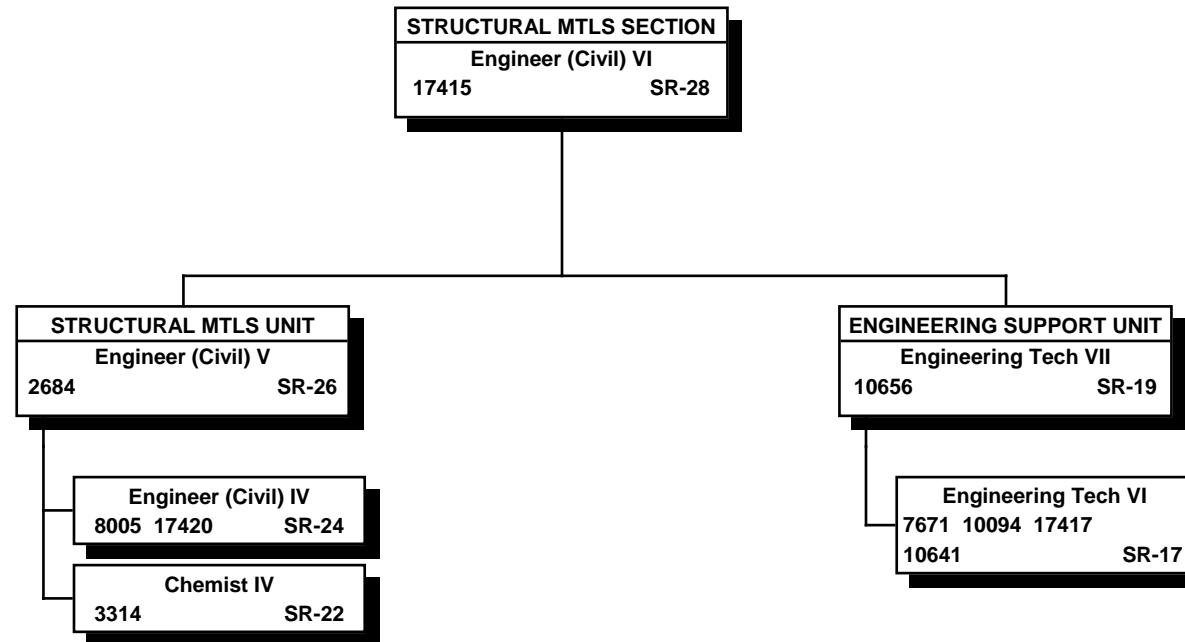 STRUCTURAL MTLS SECTION
Engineer (Civil) VI
17415 SR-28
STRUCTURAL MTLS UNIT
Engineer (Civil) V
2684 SR-26
Engineer (Civil) IV
8005 17420 SR-24
Chemist IV
3314 SR-22
ENGINEERING SUPPORT UNIT
Engineering Tech VII
10656 SR-19
Engineering Tech VI
7671 10094 17417
10641 SR-17